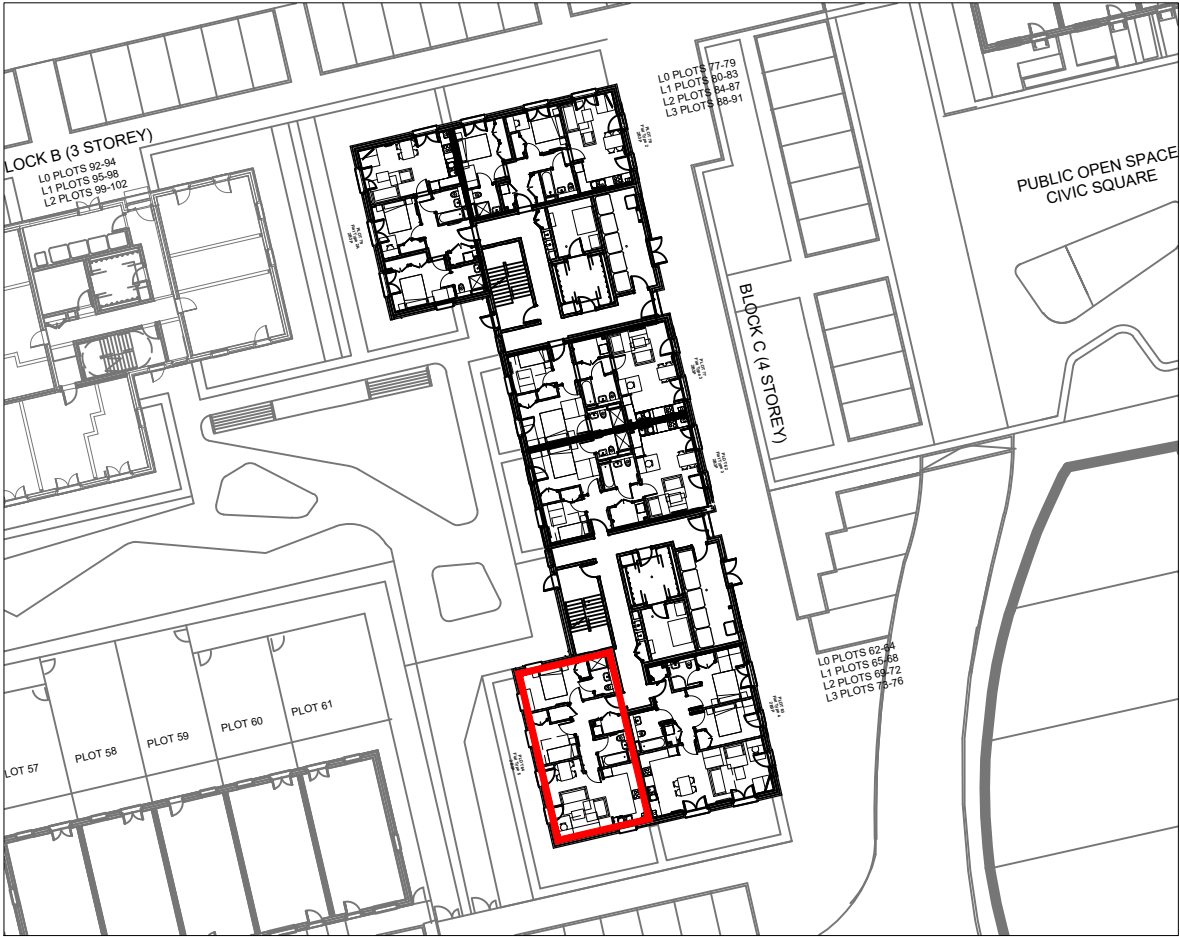 LOCK B (3 STOREY)
L0 PLOTS 92-94
L1 PLOTS 95-98
L2 PLOTS 99-102
L0 PLOTS 77-79
L1 PLOTS 80-83
L2 PLOTS 84-87
L3 PLOTS 88-91
PUBLIC OPEN SPACE
CIVIC SQUARE
BLOCK C (4 STOREY)
L0 PLOTS 62-64
L1 PLOTS 65-68
L2 PLOTS 69-72
L3 PLOTS 73-76
LOT 57
PLOT 58
PLOT 59
PLOT 60
PLOT 61